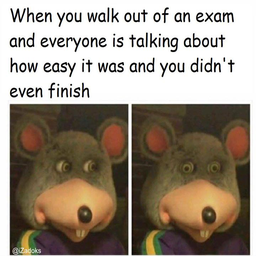 When you walk out of an exam
and everyone is talking about
how easy it was and you didn't
even finish
@iZadoks